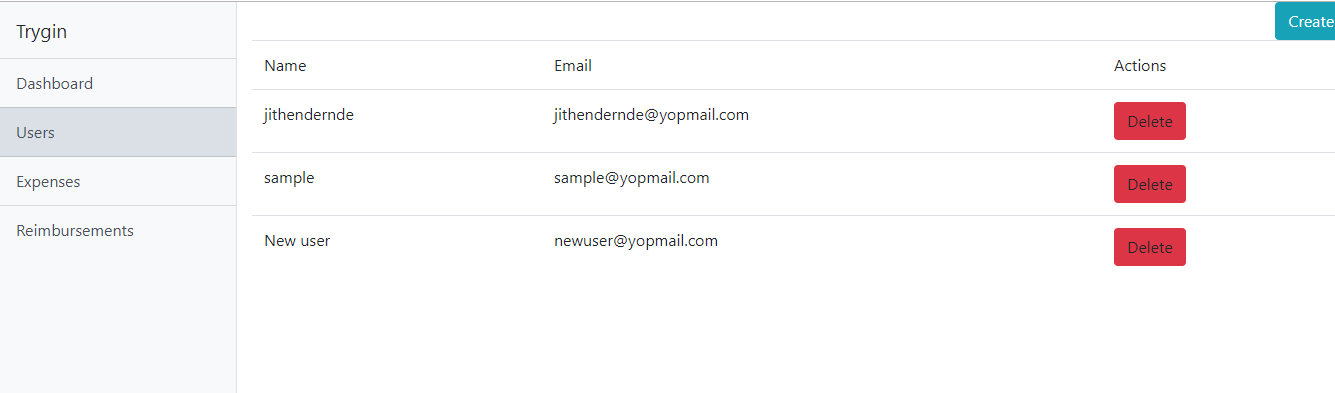 Trygin
Create
Dashboard
Users
Expenses
Reimbursements
Name Email Actions
jithendernde jithendernde@yopmail.com Delete
sample sample@yopmail.com Delete
New user newuser@yopmail.com Delete